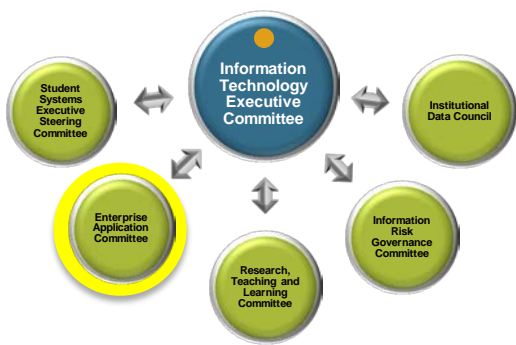 Information
Technology
Executive
Committee
Student
Systems
Executive
Steering
Committee
Institutional
Data Council
Enterprise
Application
Committee
Information
Risk
Governance
Committee
Research,
Teaching and
Learning
Committee